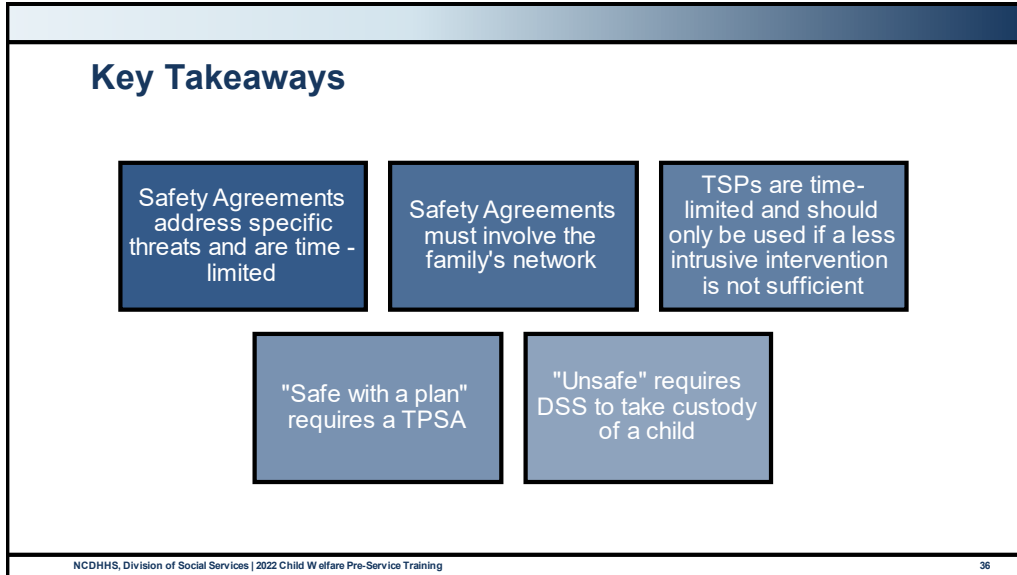 Key Takeaways
Safety Agreements
address specific
threats and are time -
limited
Safety Agreements
must involve the
family's network
TSPs are time-
limited and should
only be used if a less
intrusive intervention
is not sufficient
"Safe with a plan"
requires a TPSA
"Unsafe" requires
DSS to take custody
of a child
NCDHHS, Division of Social Services | 2022 Child Welfare Pre-Service Training
36